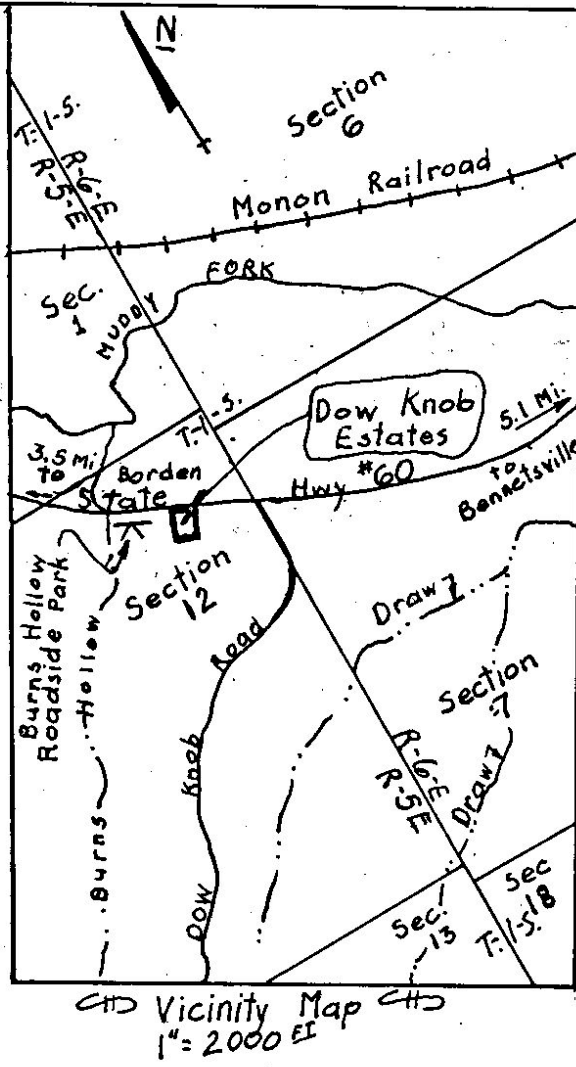 N
Section
6
T: 1-S.
R-6-E
R-5-E
Monon Railroad
Sec.
1
MUDDY FORK
T-1-S.
Dow Knob
Estates
5.1 Mi.
to
Bennetsville
3.5 Mi.
to
Borden
State Hwy #60
Burns Hollow
Roadside Park
Section
12
Draw
Dow Knob Road
Burns Hollow
Section
7
R-6-E
R-5E
Draw
Sec
18
Sec.
13
T: 1-S.
Vicinity Map
1"= 2000